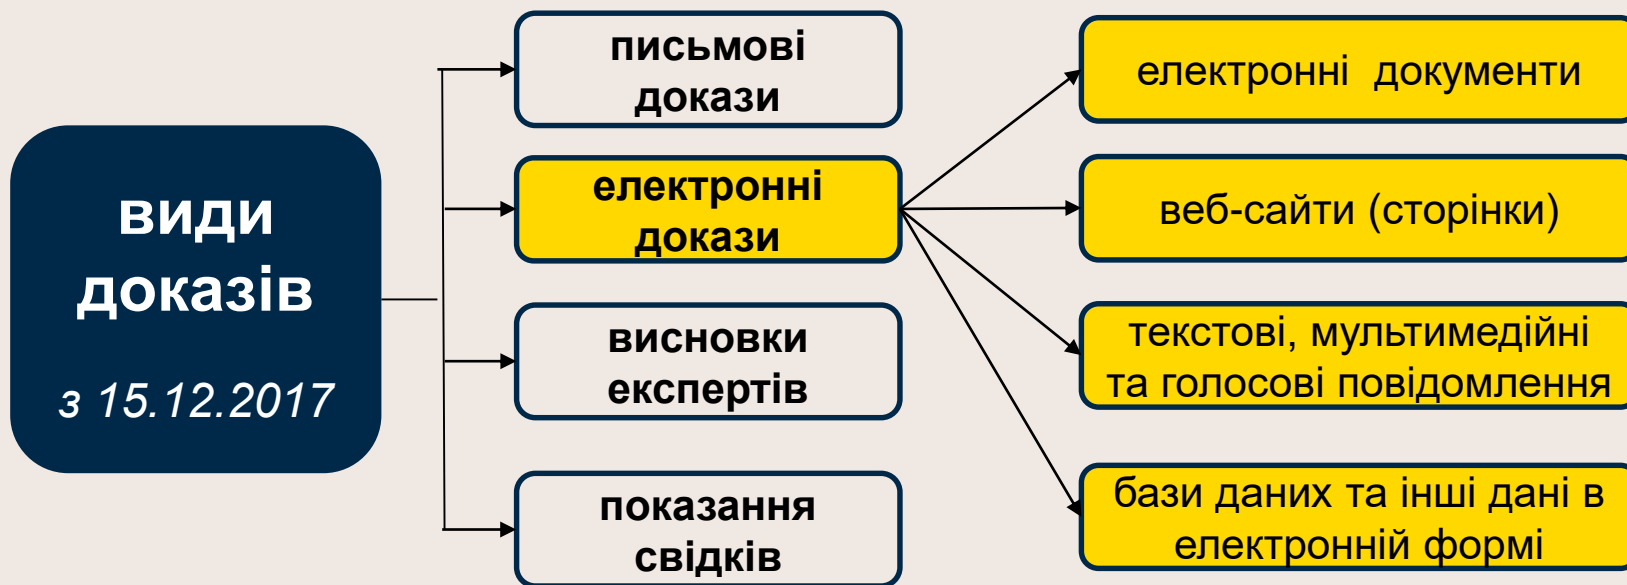 види
доказів
з 15.12.2017
письмові
докази
електронні
докази
висновки
експертів
показання
свідків
електронні  документи
веб-сайти (сторінки)
текстові, мультимедійні
та голосові повідомлення
бази даних та інші дані в
електронній формі